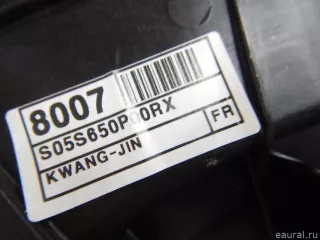 8007
S05S650P00RX
KWANG-JIN
FR
eaural.ru